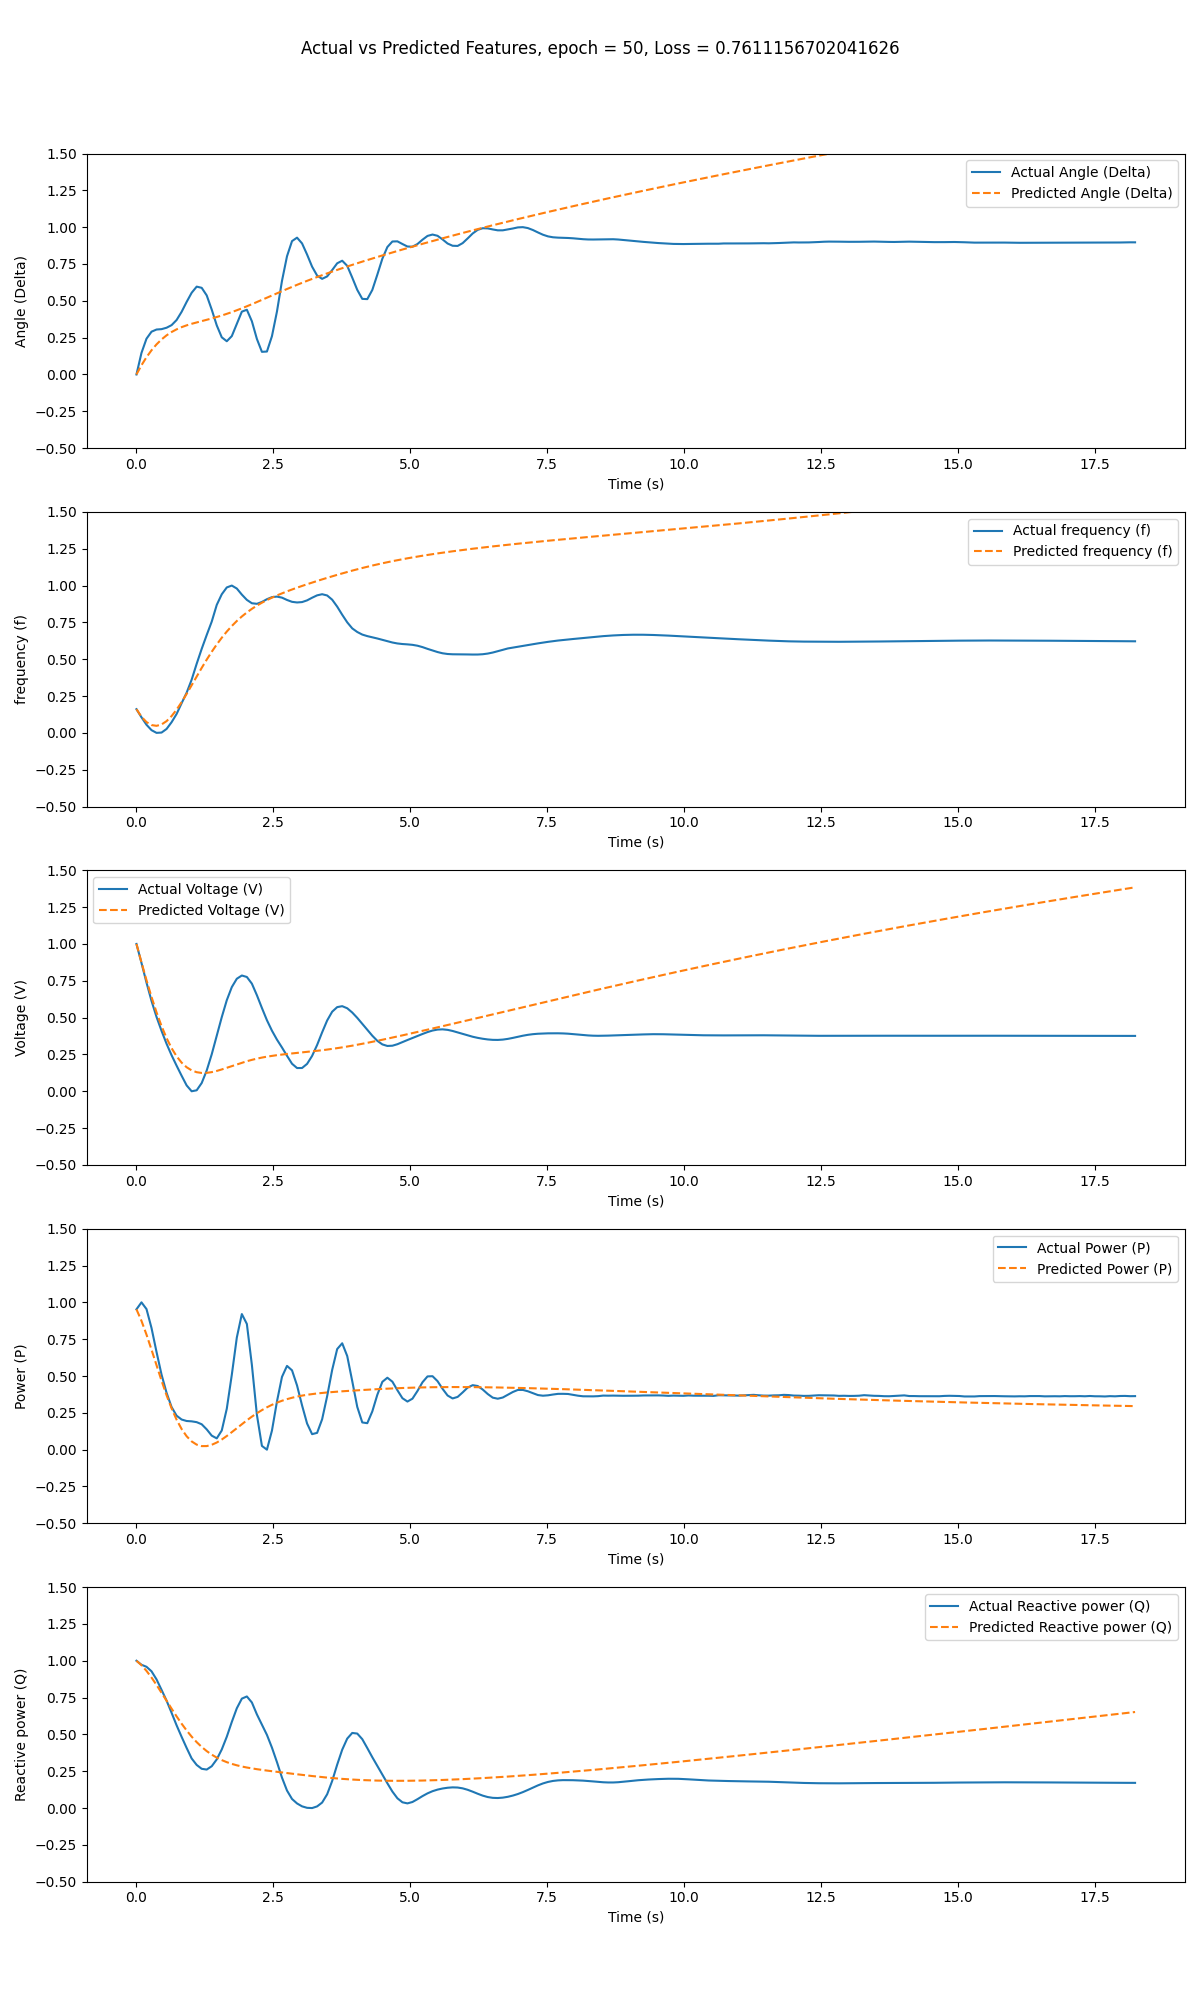 Actual vs Predicted Features, epoch = 50, Loss = 0.7611156702041626
1.50
1.25
1.00
0.75
0.50
0.25
0.00
−0.25
−0.50
Angle (Delta)
Actual Angle (Delta)
Predicted Angle (Delta)
0.0 2.5 5.0 7.5 10.0 12.5 15.0 17.5
Time (s)
1.50
1.25
1.00
0.75
0.50
0.25
0.00
−0.25
−0.50
frequency (f)
Actual frequency (f)
Predicted frequency (f)
0.0 2.5 5.0 7.5 10.0 12.5 15.0 17.5
Time (s)
1.50
1.25
1.00
0.75
0.50
0.25
0.00
−0.25
−0.50
Voltage (V)
Actual Voltage (V)
Predicted Voltage (V)
0.0 2.5 5.0 7.5 10.0 12.5 15.0 17.5
Time (s)
1.50
1.25
1.00
0.75
0.50
0.25
0.00
−0.25
−0.50
Power (P)
Actual Power (P)
Predicted Power (P)
0.0 2.5 5.0 7.5 10.0 12.5 15.0 17.5
Time (s)
1.50
1.25
1.00
0.75
0.50
0.25
0.00
−0.25
−0.50
Reactive power (Q)
Actual Reactive power (Q)
Predicted Reactive power (Q)
0.0 2.5 5.0 7.5 10.0 12.5 15.0 17.5
Time (s)